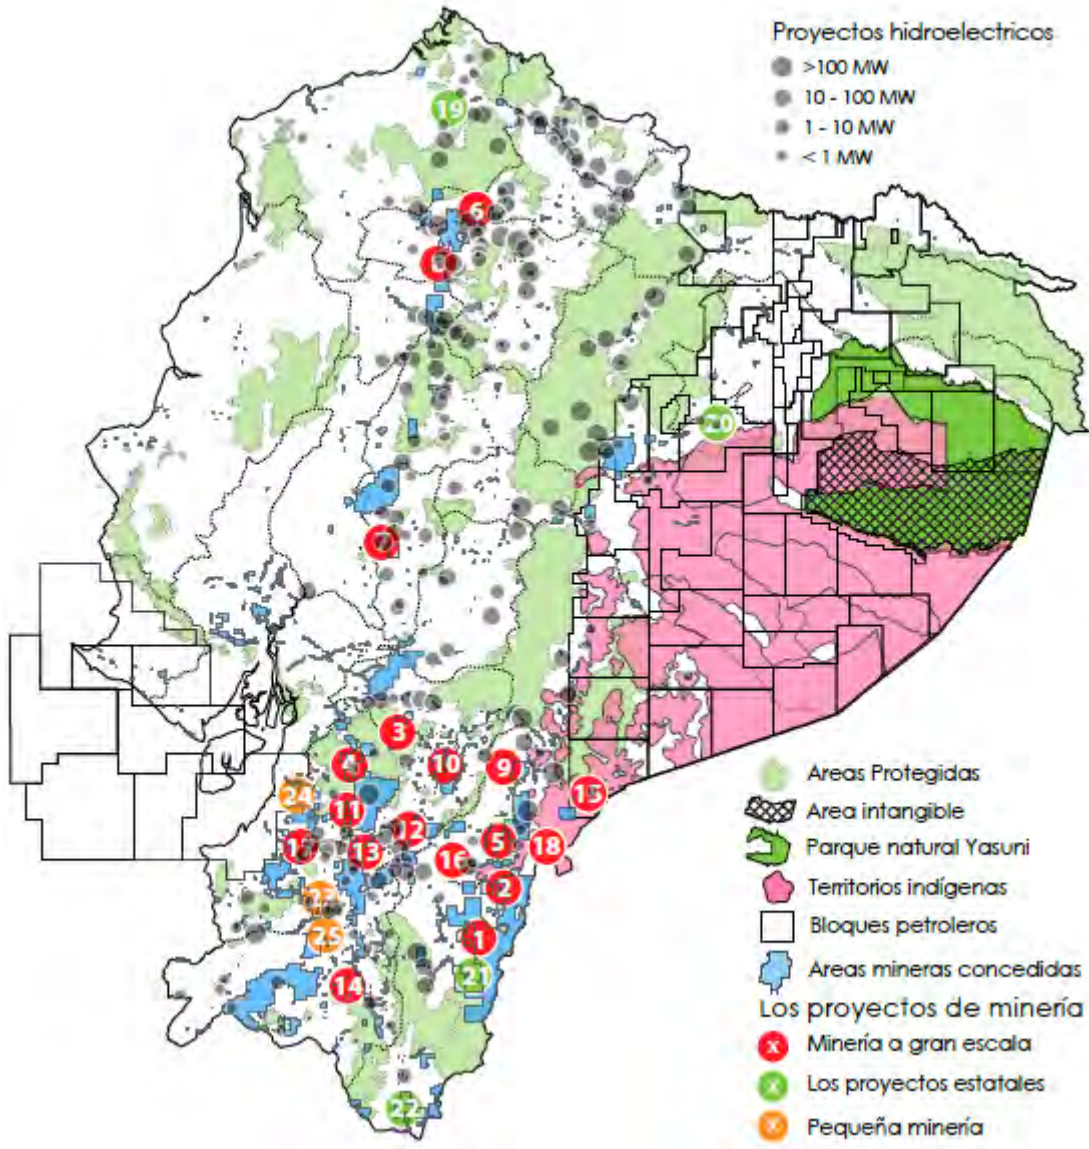 Proyectos hidroelectricos
>100 MW
10 - 100 MW
1 - 10 MW
< 1 MW
19
6
20
7
3
4
10
9
24
11
15
12
5
18
13
16
2
23
25
1
21
14
22
Areas Protegidas
Area intangible
Parque natural Yasuni
Territorios indígenas
Bloques petroleros
Areas mineras concedidas
Los proyectos de minería
x Minería a gran escala
x Los proyectos estatales
x Pequeña minería